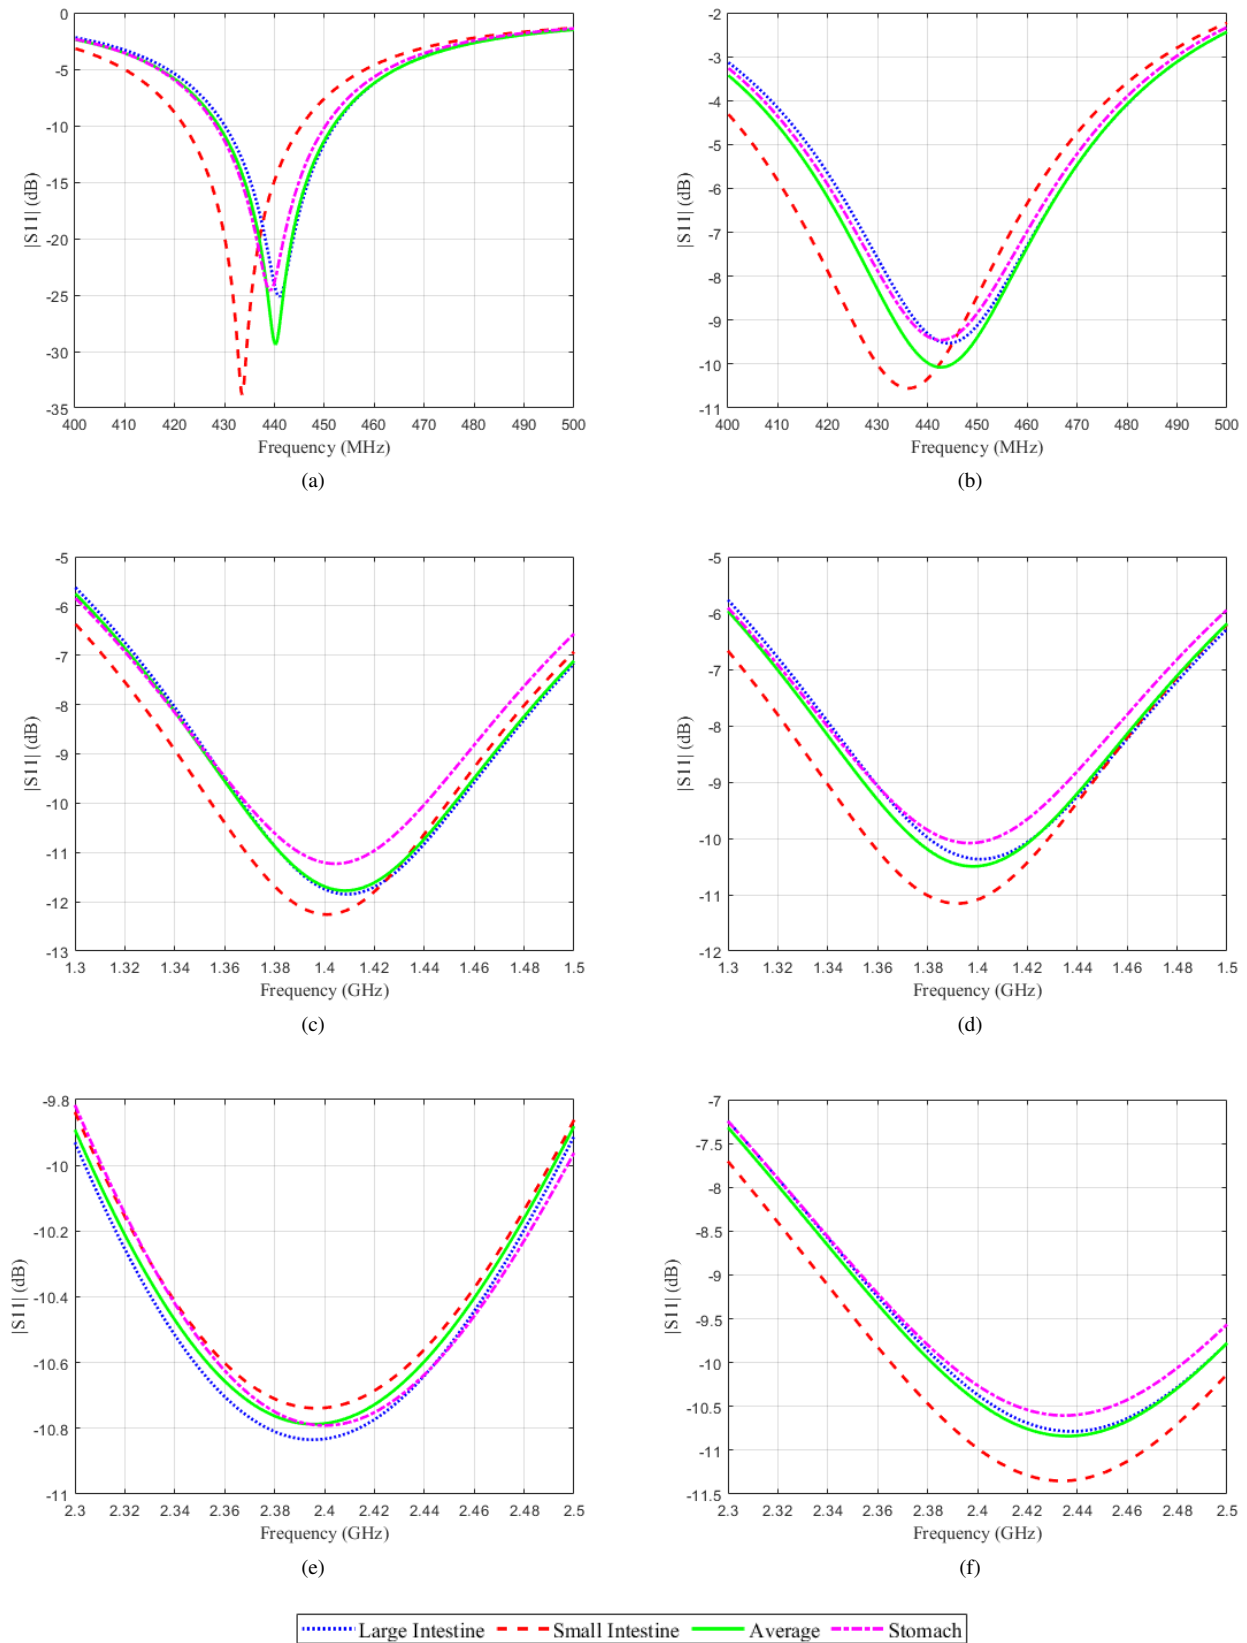 0
-5
-10
-15
-20
-25
-30
-35
|S11| (dB)
400 410 420 430 440 450 460 470 480 490 500
Frequency (MHz)
(a)
-2
-3
-4
-5
-6
-7
-8
-9
-10
-11
|S11| (dB)
400 410 420 430 440 450 460 470 480 490 500
Frequency (MHz)
(b)
-5
-6
-7
-8
-9
-10
-11
-12
-13
|S11| (dB)
1.3 1.32 1.34 1.36 1.38 1.4 1.42 1.44 1.46 1.48 1.5
Frequency (GHz)
(c)
-5
-6
-7
-8
-9
-10
-11
-12
|S11| (dB)
1.3 1.32 1.34 1.36 1.38 1.4 1.42 1.44 1.46 1.48 1.5
Frequency (GHz)
(d)
-9.8
-10
-10.2
-10.4
-10.6
-10.8
-11
|S11| (dB)
2.3 2.32 2.34 2.36 2.38 2.4 2.42 2.44 2.46 2.48 2.5
Frequency (GHz)
(e)
-7
-7.5
-8
-8.5
-9
-9.5
-10
-10.5
-11
-11.5
|S11| (dB)
2.3 2.32 2.34 2.36 2.38 2.4 2.42 2.44 2.46 2.48 2.5
Frequency (GHz)
(f)
Large Intestine Small Intestine Average Stomach